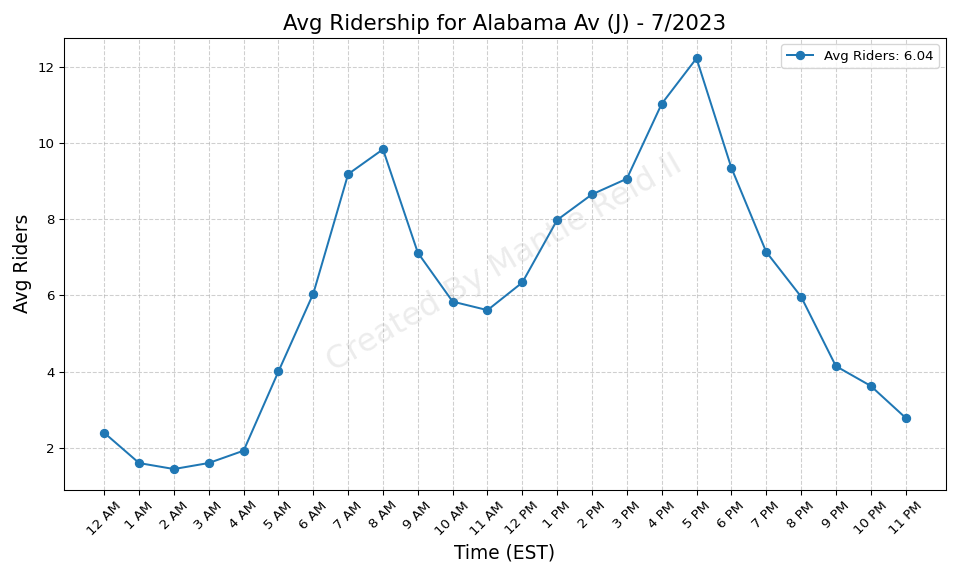 Avg Ridership for Alabama Av (J) - 7/2023
Avg Riders: 6.04
Avg Riders
12
10
8
6
4
2
Created By Mantie Reid II
12 AM
1 AM
2 AM
3 AM
4 AM
5 AM
6 AM
7 AM
8 AM
9 AM
10 AM
11 AM
12 PM
1 PM
2 PM
3 PM
4 PM
5 PM
6 PM
7 PM
8 PM
9 PM
10 PM
11 PM
Time (EST)